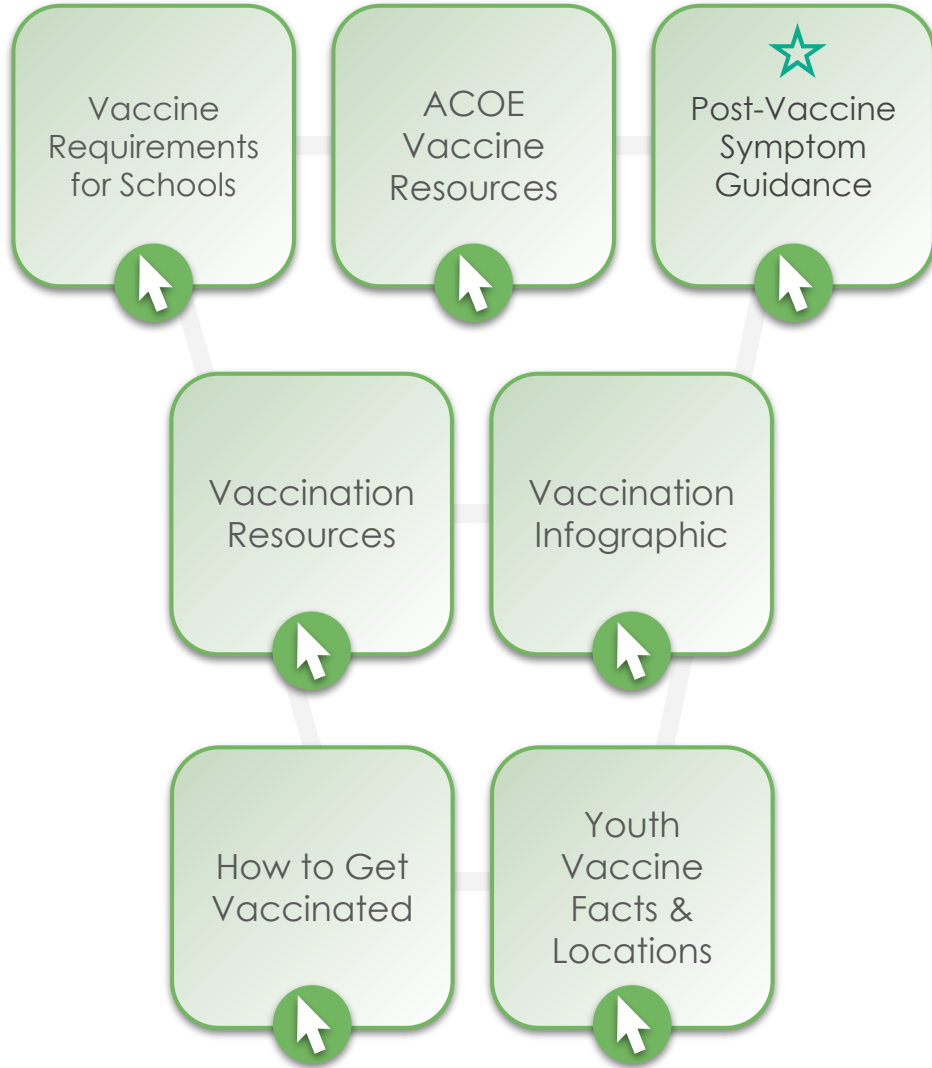 Vaccine
Requirements
for Schools
ACOE
Vaccine
Resources
Post-Vaccine
Symptom
Guidance
Vaccination
Resources
Vaccination
Infographic
How to Get
Vaccinated
Youth
Vaccine
Facts &
Locations